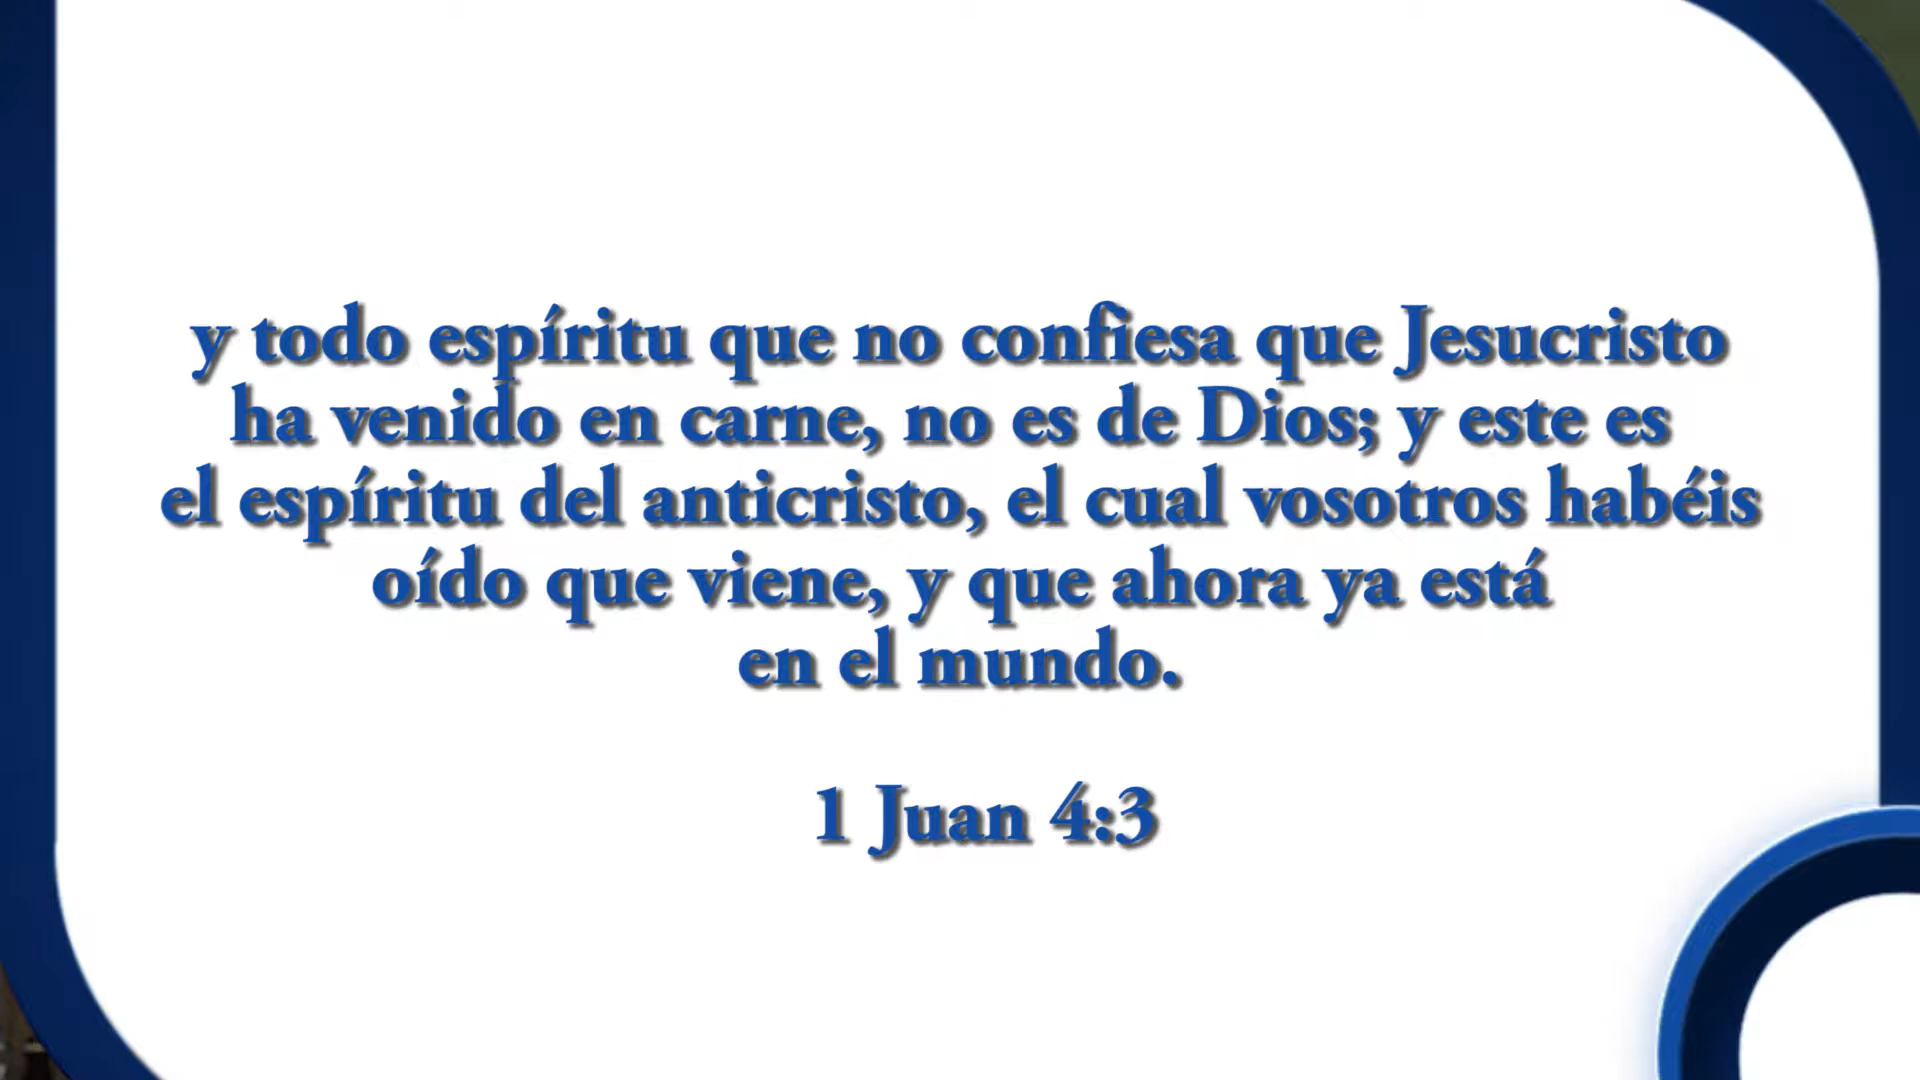 y todo espíritu que no confiesa que Jesucristo
ha venido en carne, no es de Dios; y este es
el espíritu del anticristo, el cual vosotros habéis
oído que viene, y que ahora ya está
en el mundo.
1 Juan 4:3